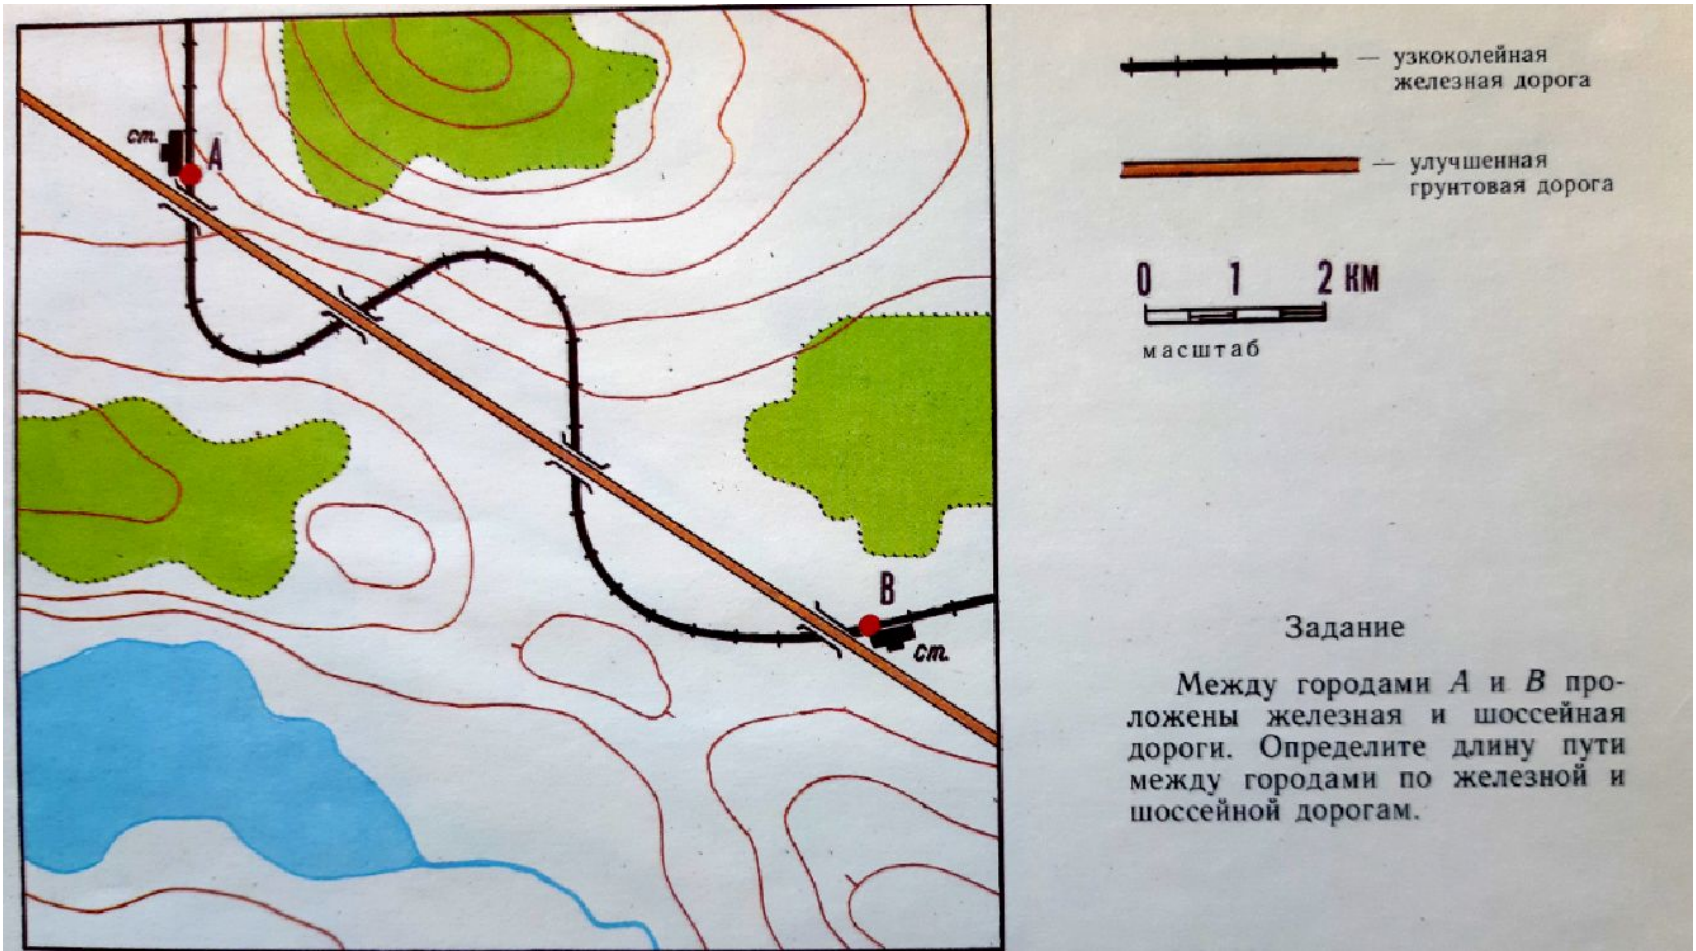 ст.
А
В
ст.
— узкоколейная
железная дорога
— улучшенная
грунтовая дорога
0 1 2 КМ
масштаб
Задание
Между городами А и В про-
ложены железная и шоссейная
дороги. Определите длину пути
между городами по железной и
шоссейной дорогам.